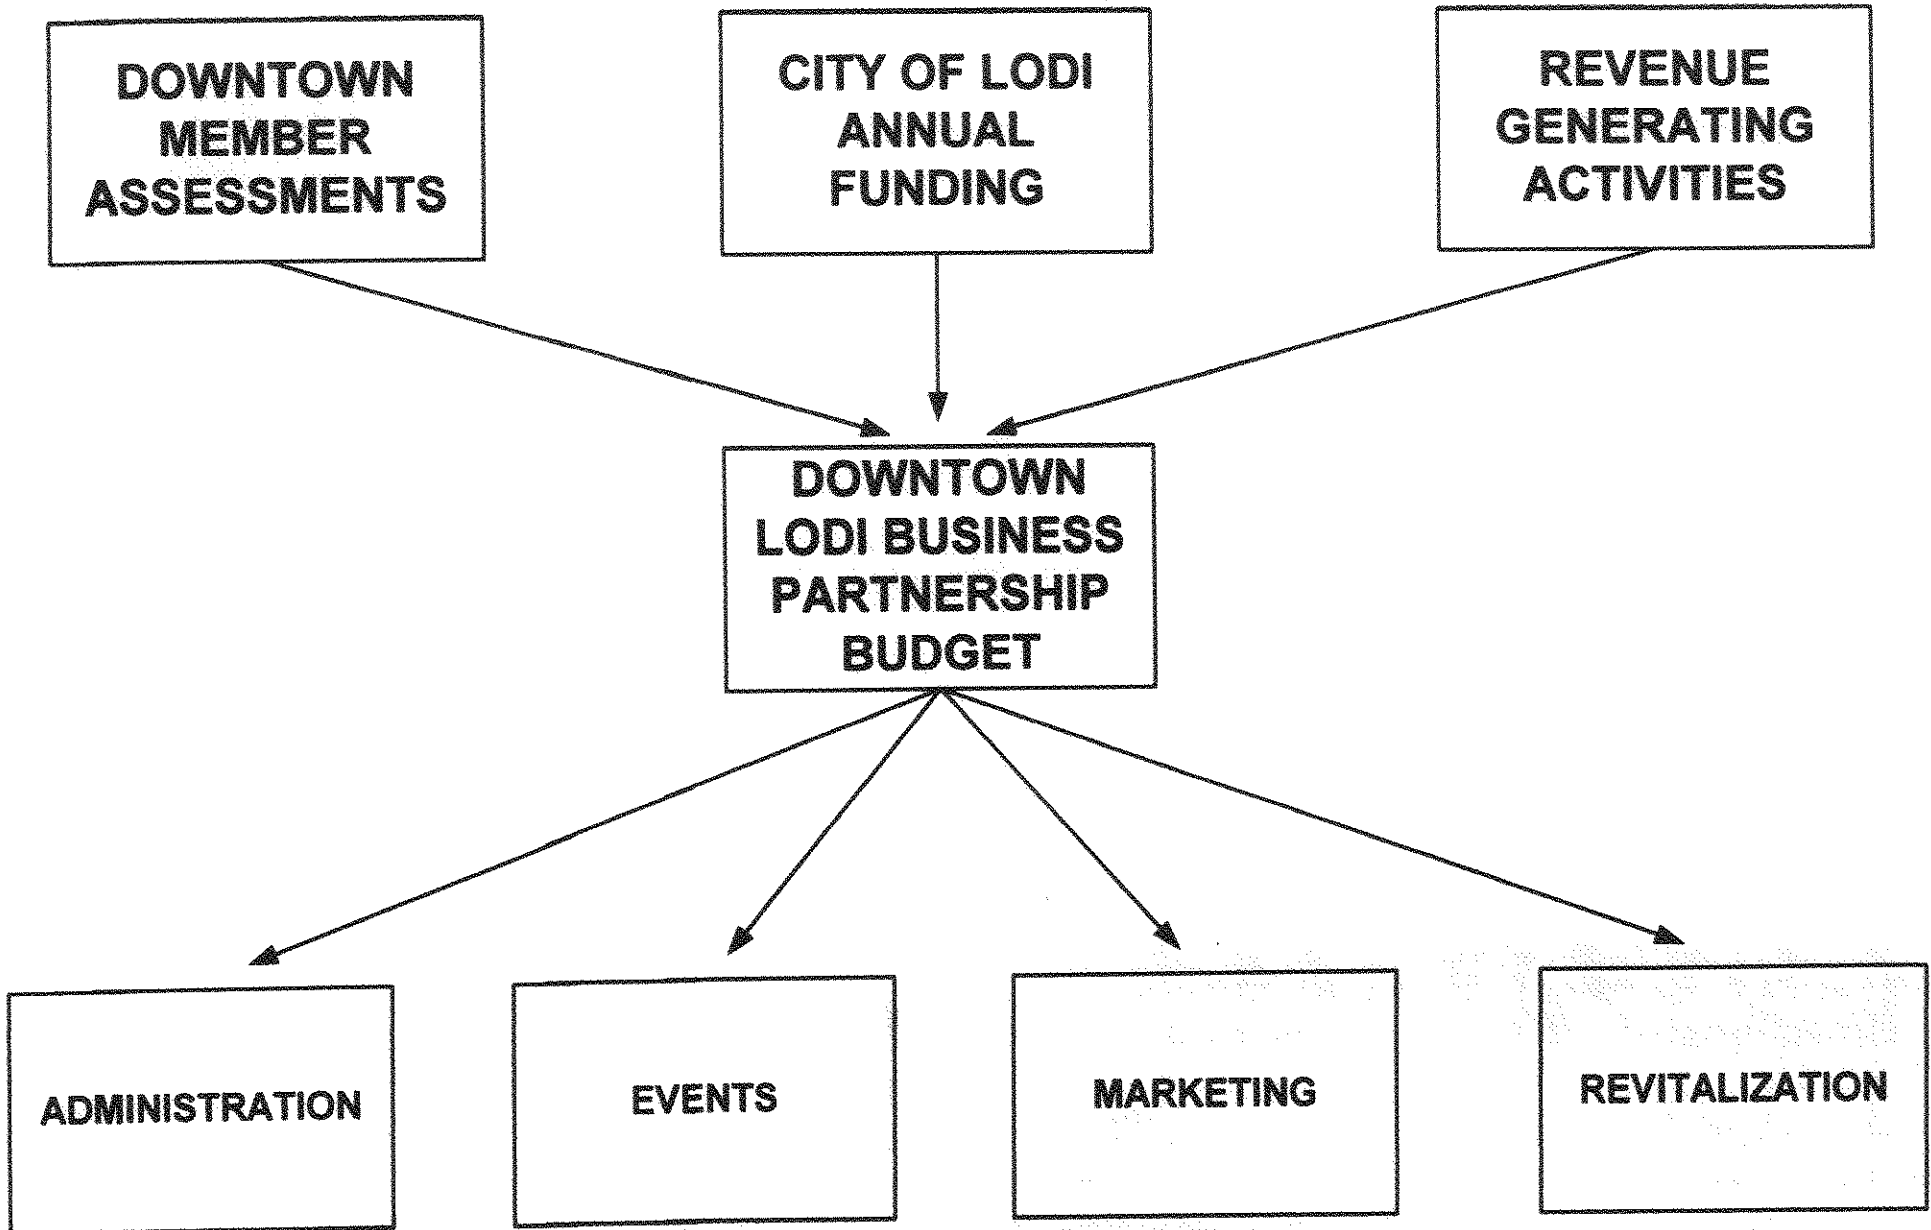 DOWNTOWN
MEMBER
ASSESSMENTS
CITY OF LODI
ANNUAL
FUNDING
REVENUE
GENERATING
ACTIVITIES
DOWNTOWN
LODI BUSINESS
PARTNERSHIP
BUDGET
ADMINISTRATION
EVENTS
MARKETING
REVITALIZATION